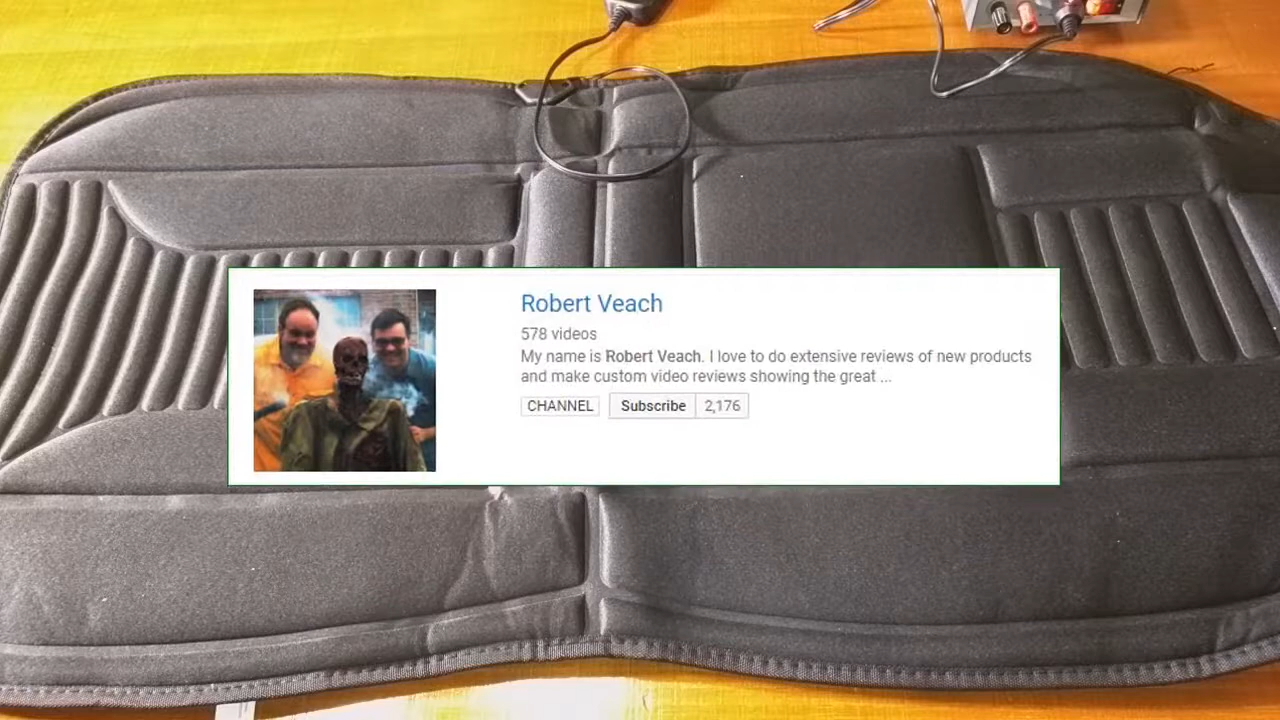 Robert Veach
578 videos
My name is Robert Veach. I love to do extensive reviews of new products
and make custom video reviews showing the great ...
CHANNEL Subscribe 2,176